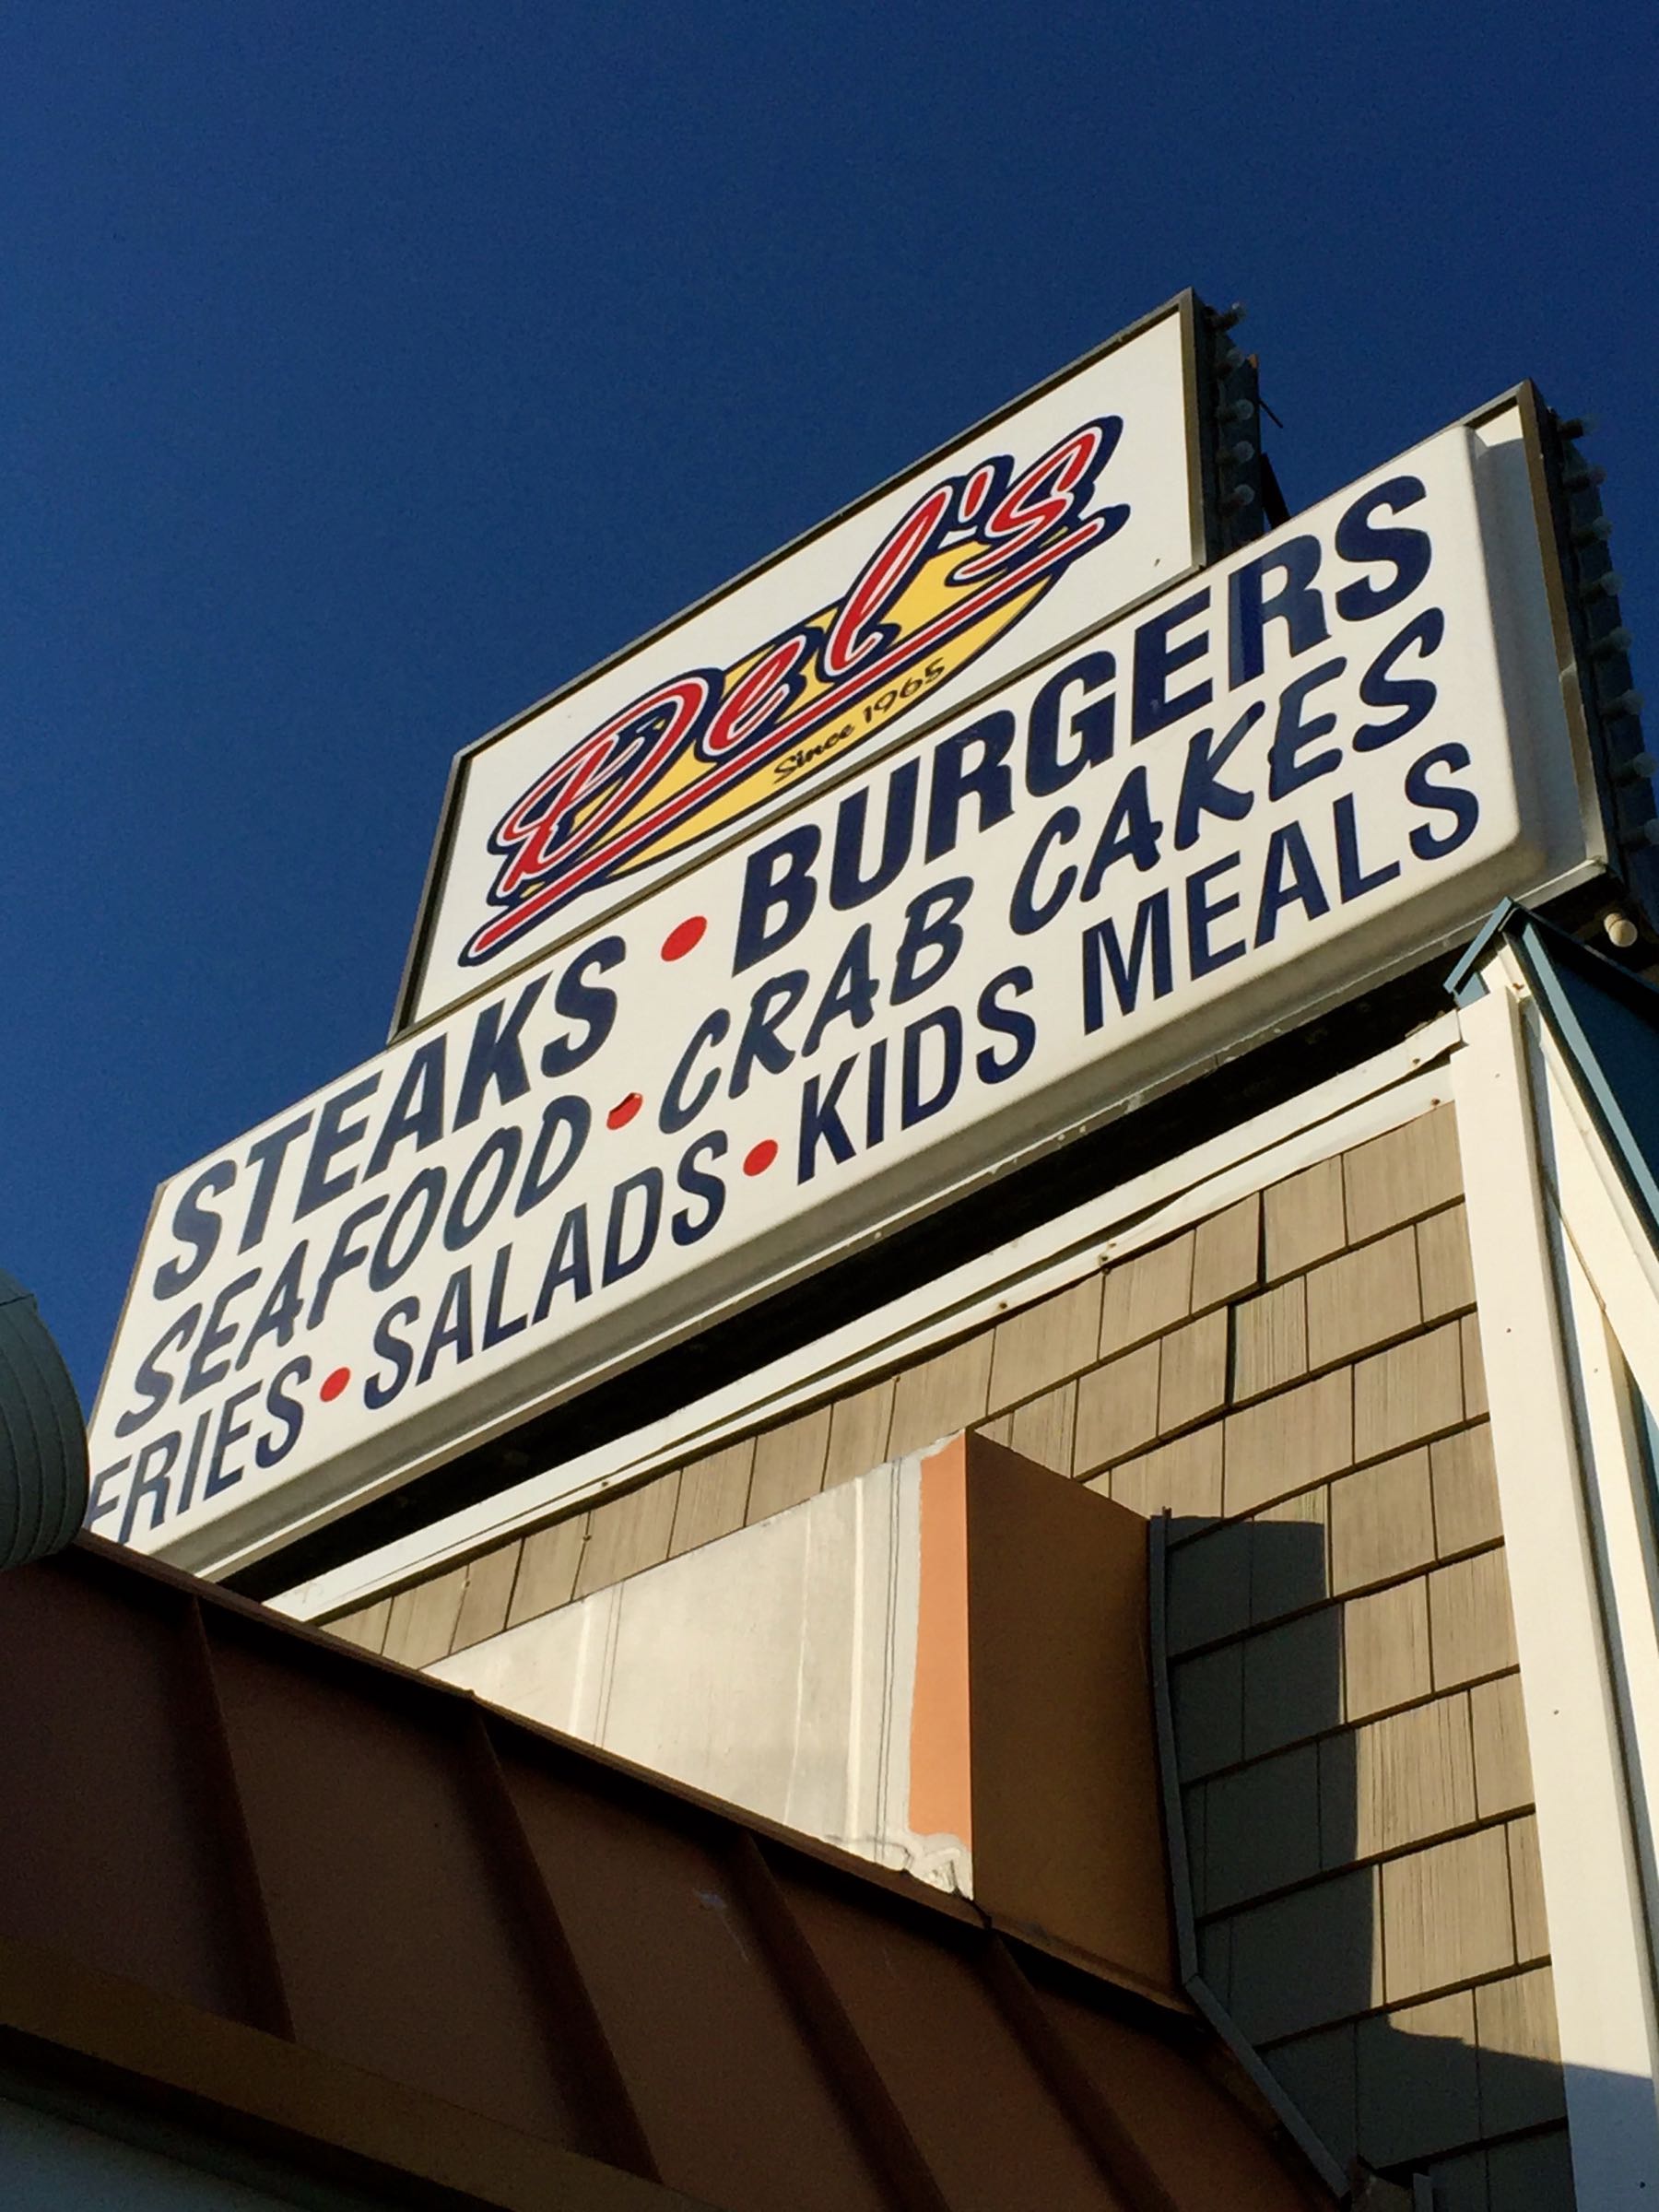 Del's
Since 1965
STEAKS • BURGERS
SEAFOOD • CRAB CAKES
FRIES • SALADS • KIDS MEALS